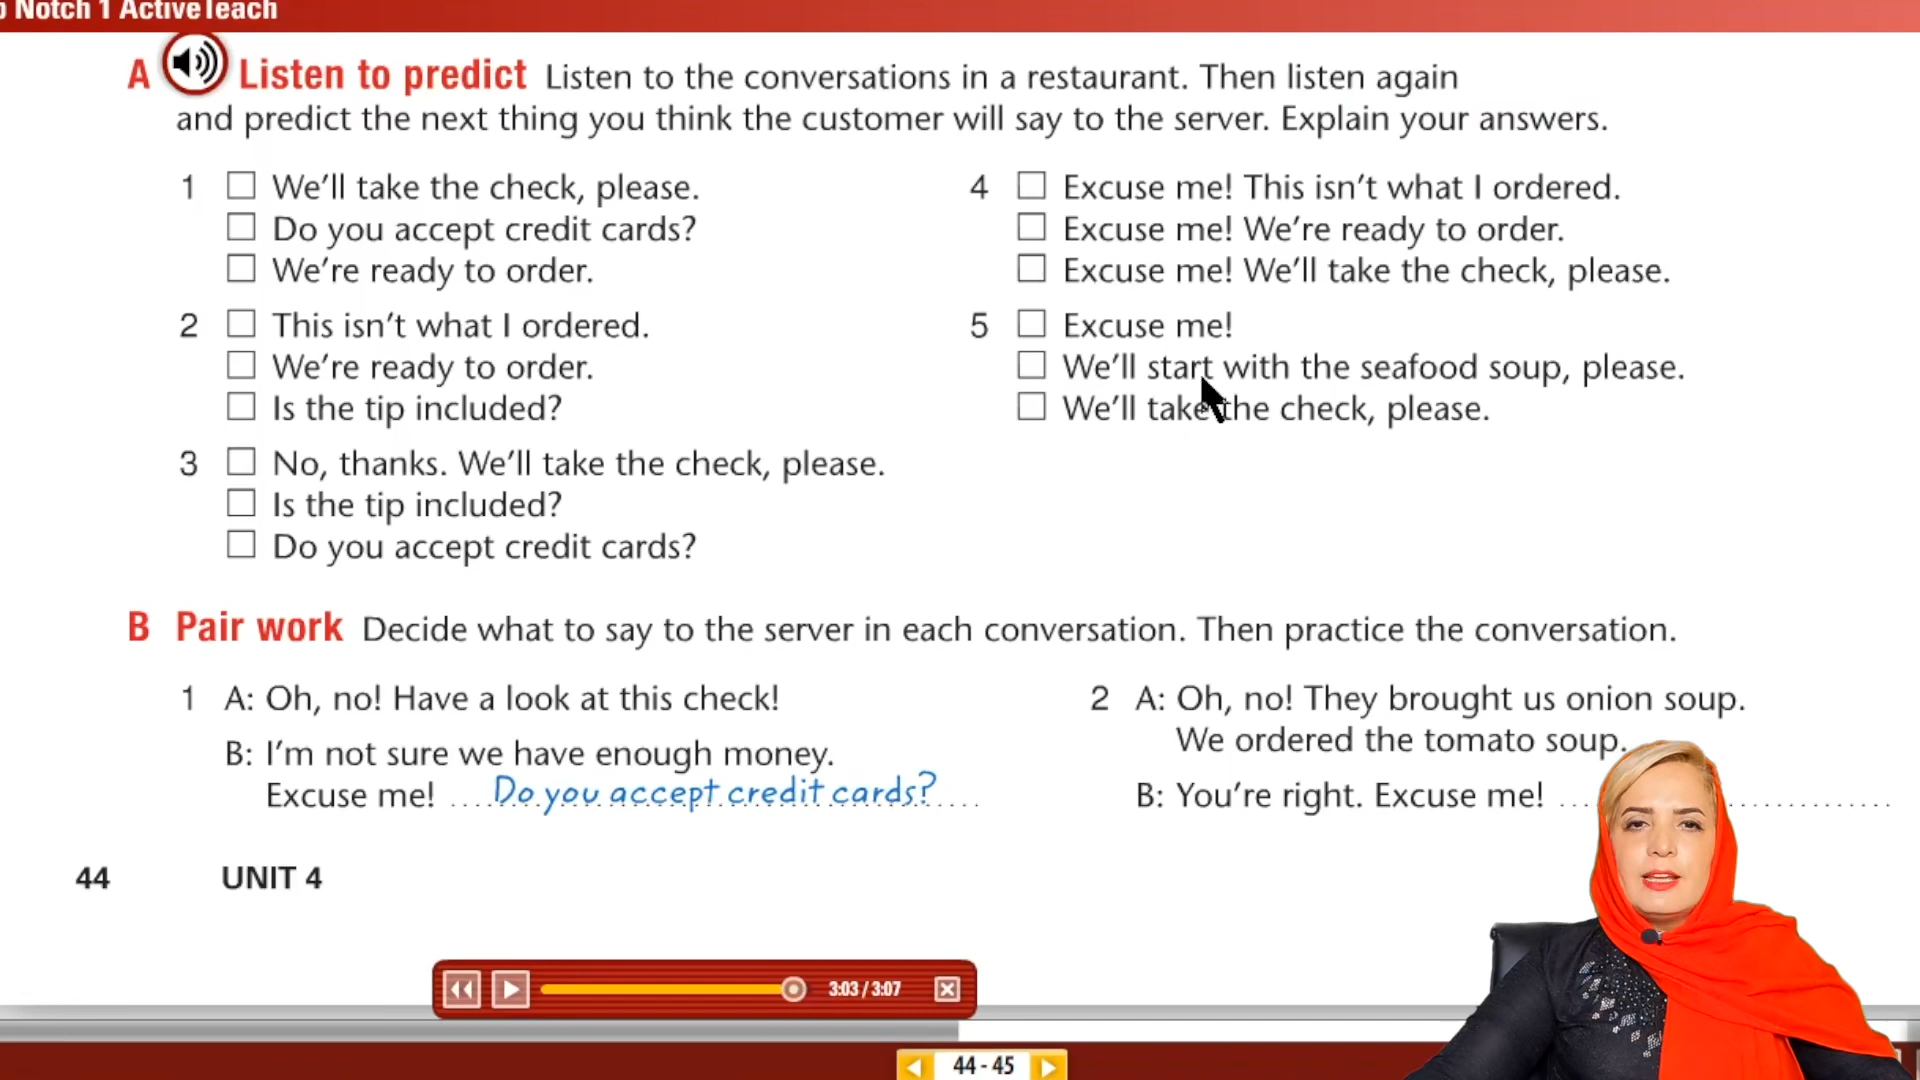 Notch 1 ActiveTeach
A Listen to predict Listen to the conversations in a restaurant. Then listen again
and predict the next thing you think the customer will say to the server. Explain your answers.
1 We'll take the check, please.
Do you accept credit cards?
We're ready to order.
2 This isn't what I ordered.
We're ready to order.
Is the tip included?
3 No, thanks. We'll take the check, please.
Is the tip included?
Do you accept credit cards?
4 Excuse me! This isn't what I ordered.
Excuse me! We're ready to order.
Excuse me! We'll take the check, please.
5 Excuse me!
We'll start with the seafood soup, please.
We'll take the check, please.
B Pair work Decide what to say to the server in each conversation. Then practice the conversation.
1 A: Oh, no! Have a look at this check!
B: I'm not sure we have enough money.
Excuse me! Do you accept credit cards?
2 A: Oh, no! They brought us onion soup.
We ordered the tomato soup.
B: You're right. Excuse me!
44 UNIT 4
3:03 / 3:07
44 - 45